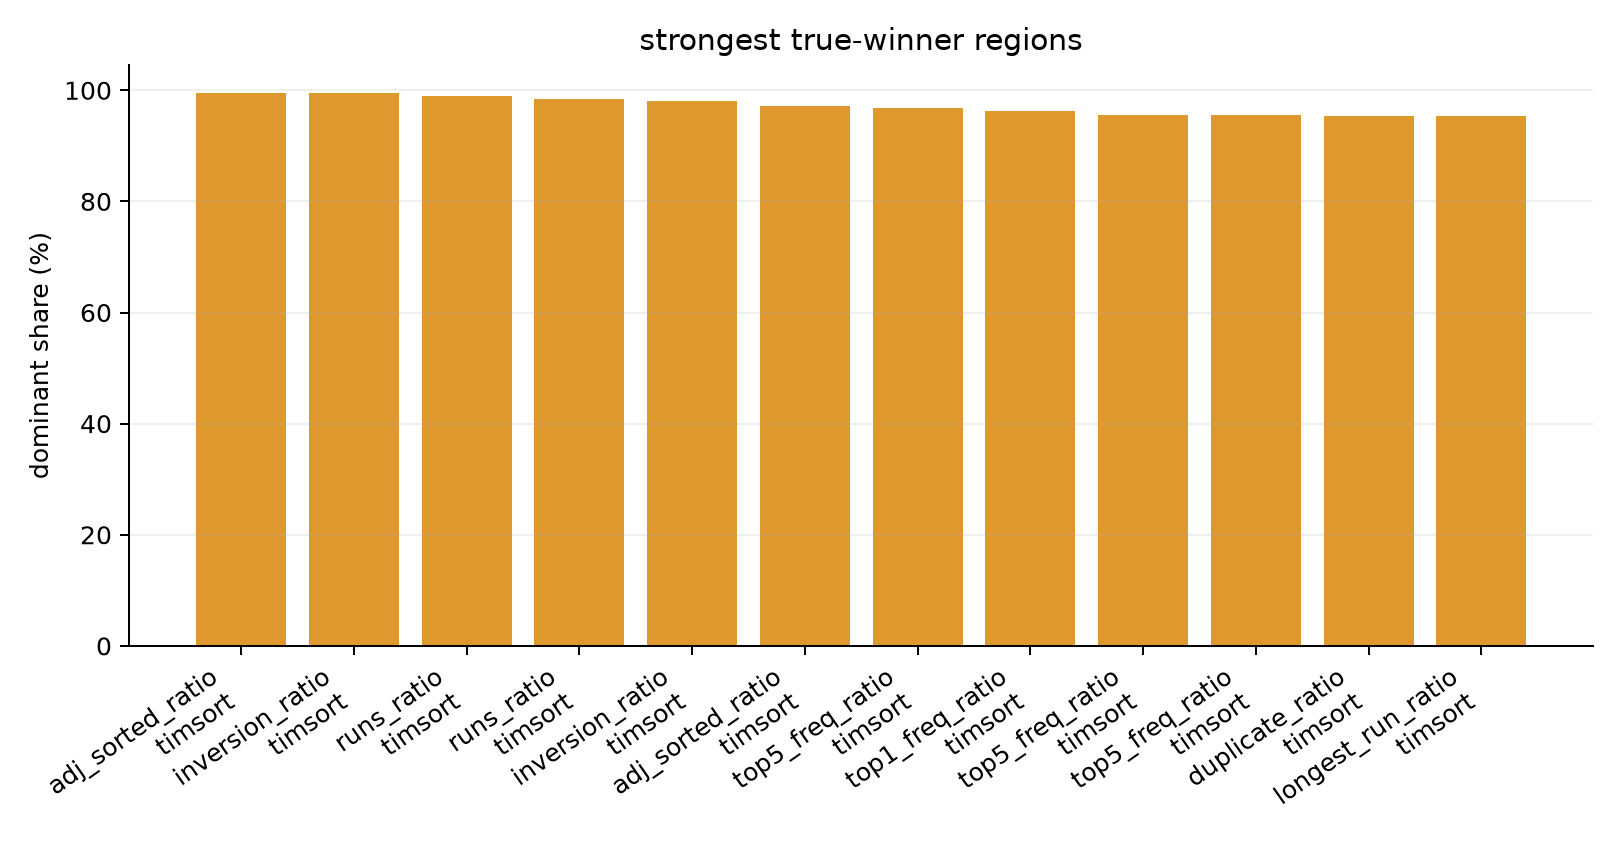 strongest true-winner regions
dominant share (%)
100
80
60
40
20
0
adj_sorted_ratio
timsort
inversion_ratio
timsort
runs_ratio
timsort
runs_ratio
timsort
inversion_ratio
timsort
adj_sorted_ratio
timsort
top5_freq_ratio
timsort
top1_freq_ratio
timsort
top5_freq_ratio
timsort
top5_freq_ratio
timsort
duplicate_ratio
timsort
longest_run_ratio
timsort